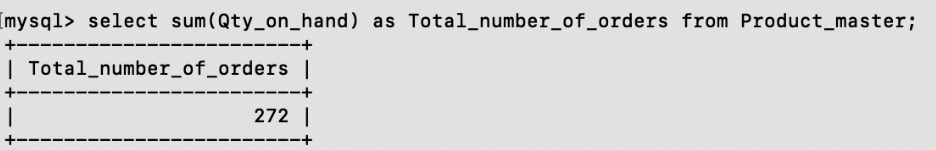 [mysql> select sum(Qty_on_hand) as Total_number_of_orders from Product_master;
+------------------------+
| Total_number_of_orders |
+------------------------+
|                    272 |
+------------------------+